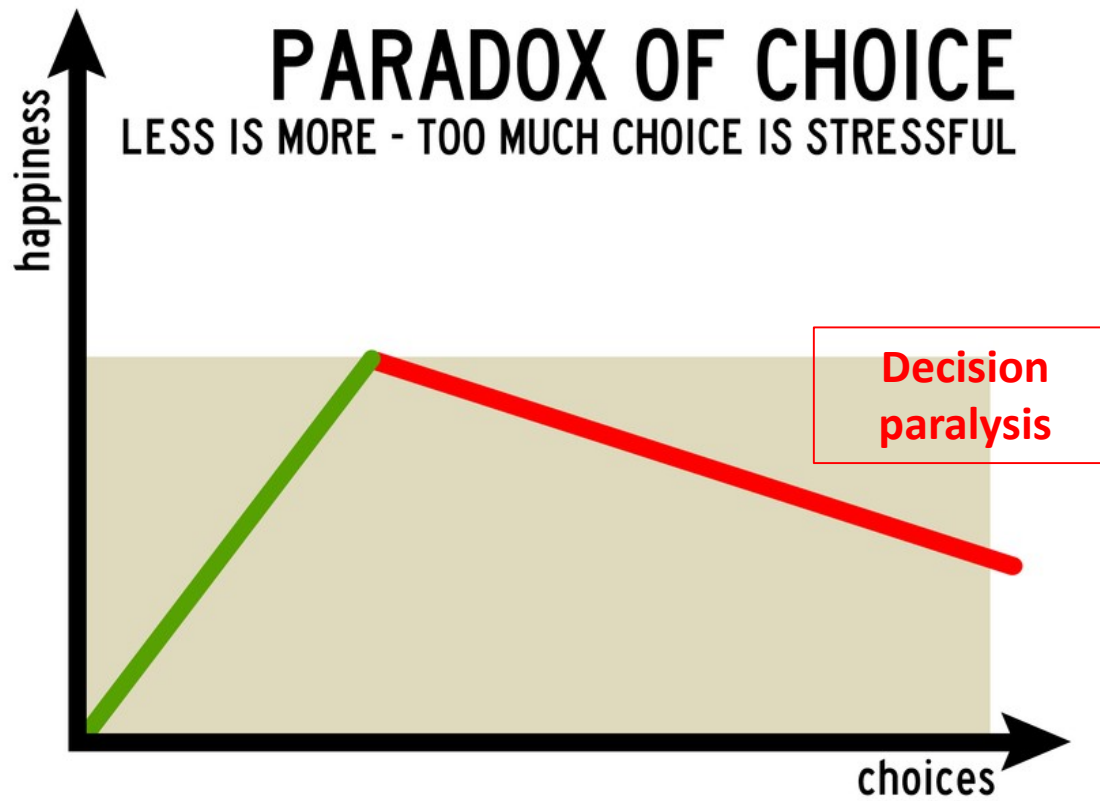 PARADOX OF CHOICE
LESS IS MORE - TOO MUCH CHOICE IS STRESSFUL
happiness
Decision
paralysis
choices